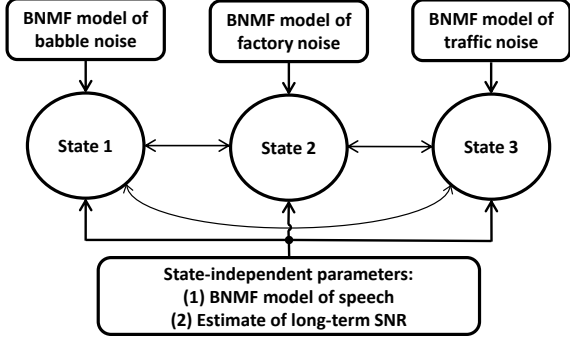 BNMF model of
babble noise
BNMF model of
factory noise
BNMF model of
traffic noise
State 1
State 2
State 3
State-independent parameters:
(1) BNMF model of speech
(2) Estimate of long-term SNR